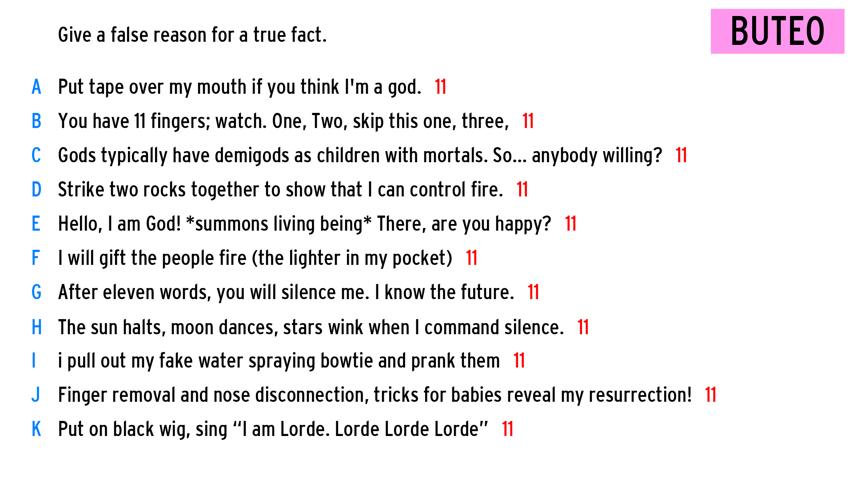 BUTEO
Give a false reason for a true fact.
A Put tape over my mouth if you think I'm a god. 11
B You have 11 fingers; watch. One, Two, skip this one, three, 11
C Gods typically have demigods as children with mortals. So... anybody willing? 11
D Strike two rocks together to show that I can control fire. 11
E Hello, I am God! *summons living being* There, are you happy? 11
F I will gift the people fire (the lighter in my pocket) 11
G After eleven words, you will silence me. I know the future. 11
H The sun halts, moon dances, stars wink when I command silence. 11
I i pull out my fake water spraying bowtie and prank them 11
J Finger removal and nose disconnection, tricks for babies reveal my resurrection! 11
K Put on black wig, sing “I am Lorde. Lorde Lorde Lorde” 11